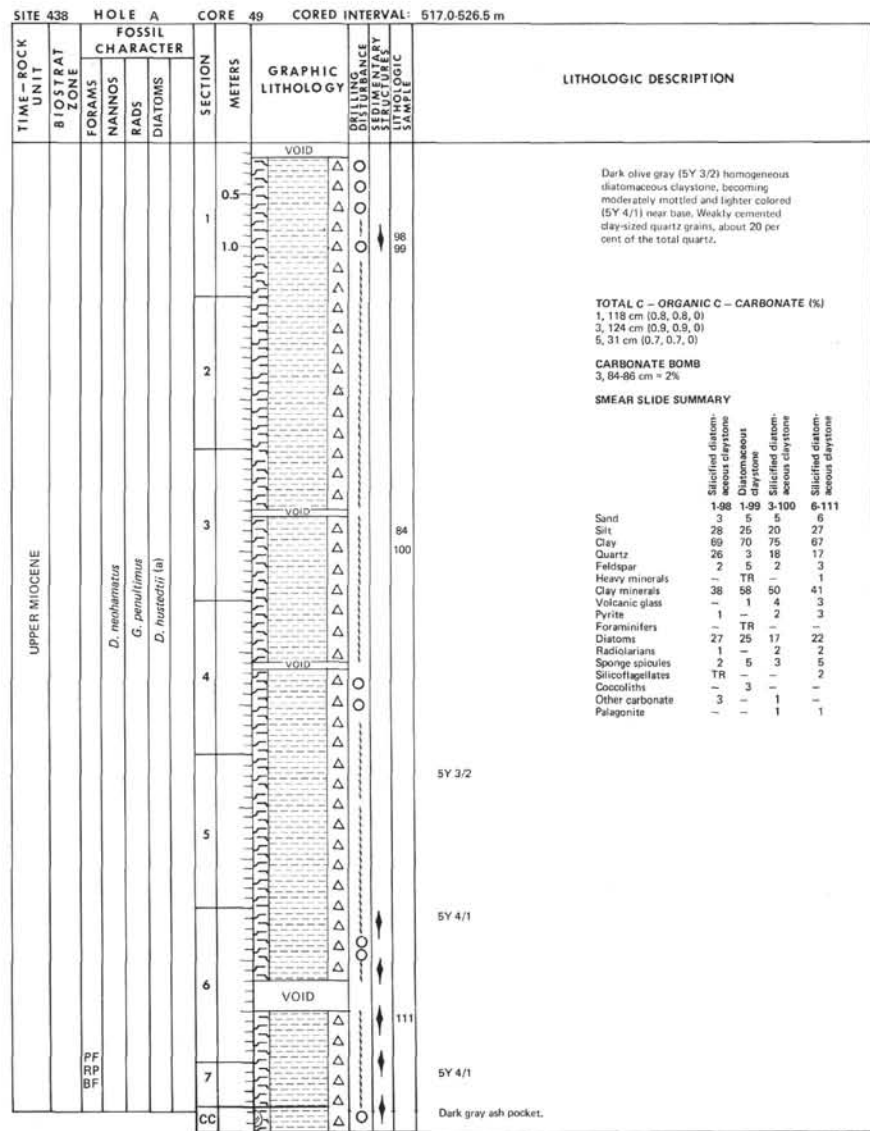 SITE 438 HOLE A CORE 49 CORED INTERVAL: 517.0-526.5 m
TIME-ROCK UNIT
BIOSTRAT ZONE
FOSSIL CHARACTER
FORAMS
NANNOS
RADS
DIATOMS
SECTION
METERS
GRAPHIC LITHOLOGY
DRILLING DISTURBANCE
SEDIMENTARY STRUCTURES
LITHOLOGIC SAMPLE
LITHOLOGIC DESCRIPTION
UPPER MIOCENE
D. neohamatus
G. penultimus
D. hustedtii (a)
PF
RP
BF
1
2
3
4
5
6
7
CC
0.5
1.0
VOID
VOID
VOID
VOID
98
99
84
100
111
Dark olive gray (5Y 3/2) homogeneous
diatomaceous claystone, becoming
moderately mottled and lighter colored
(5Y 4/1) near base. Weakly cemented
clay-sized quartz grains, about 20 per
cent of the total quartz.
TOTAL C – ORGANIC C – CARBONATE (%)
1, 118 cm (0.8, 0.8, 0)
3, 124 cm (0.9, 0.9, 0)
5, 31 cm (0.7, 0.7, 0)
CARBONATE BOMB
3, 84-86 cm = 2%
SMEAR SLIDE SUMMARY
Silicified diatom-
aceous claystone
Diatomaceous
claystone
Silicified diatom-
aceous claystone
Silicified diatom-
aceous claystone
1-98 1-99 3-100 6-111
Sand 3 5 5 6
Silt 28 25 20 27
Clay 69 70 75 67
Quartz 26 3 18 17
Feldspar 2 5 2 3
Heavy minerals – TR – 1
Clay minerals 38 58 50 41
Volcanic glass – 1 4 3
Pyrite 1 – 2 3
Foraminifers – TR – –
Diatoms 27 25 17 22
Radiolarians 1 – 2 2
Sponge spicules 2 5 3 5
Silicoflagellates TR – – 2
Coccoliths – 3 – –
Other carbonate 3 – 1 –
Palagonite – – 1 1
5Y 3/2
5Y 4/1
5Y 4/1
Dark gray ash pocket.